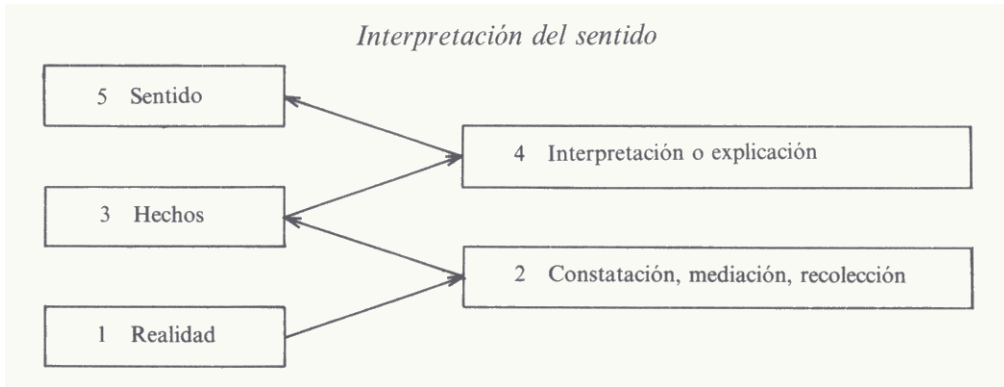 Interpretación del sentido
5 Sentido
4 Interpretación o explicación
3 Hechos
2 Constatación, mediación, recolección
1 Realidad